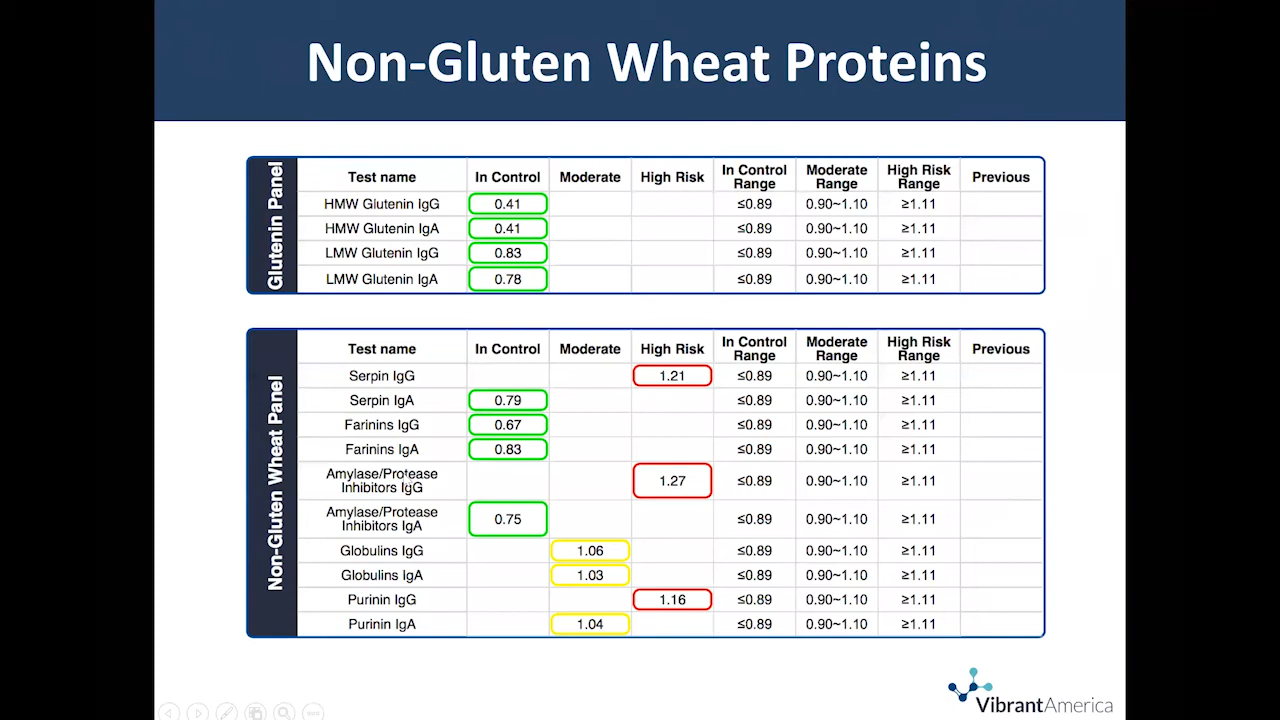 Non-Gluten Wheat Proteins
Glutenin Panel
Test name In Control Moderate High Risk In Control Range Moderate Range High Risk Range Previous
HMW Glutenin IgG 0.41 ≤0.89 0.90~1.10 ≥1.11
HMW Glutenin IgA 0.41 ≤0.89 0.90~1.10 ≥1.11
LMW Glutenin IgG 0.83 ≤0.89 0.90~1.10 ≥1.11
LMW Glutenin IgA 0.78 ≤0.89 0.90~1.10 ≥1.11
Non-Gluten Wheat Panel
Test name In Control Moderate High Risk In Control Range Moderate Range High Risk Range Previous
Serpin IgG 1.21 ≤0.89 0.90~1.10 ≥1.11
Serpin IgA 0.79 ≤0.89 0.90~1.10 ≥1.11
Farinins IgG 0.67 ≤0.89 0.90~1.10 ≥1.11
Farinins IgA 0.83 ≤0.89 0.90~1.10 ≥1.11
Amylase/Protease Inhibitors IgG 1.27 ≤0.89 0.90~1.10 ≥1.11
Amylase/Protease Inhibitors IgA 0.75 ≤0.89 0.90~1.10 ≥1.11
Globulins IgG 1.06 ≤0.89 0.90~1.10 ≥1.11
Globulins IgA 1.03 ≤0.89 0.90~1.10 ≥1.11
Purinin IgG 1.16 ≤0.89 0.90~1.10 ≥1.11
Purinin IgA 1.04 ≤0.89 0.90~1.10 ≥1.11
VibrantAmerica